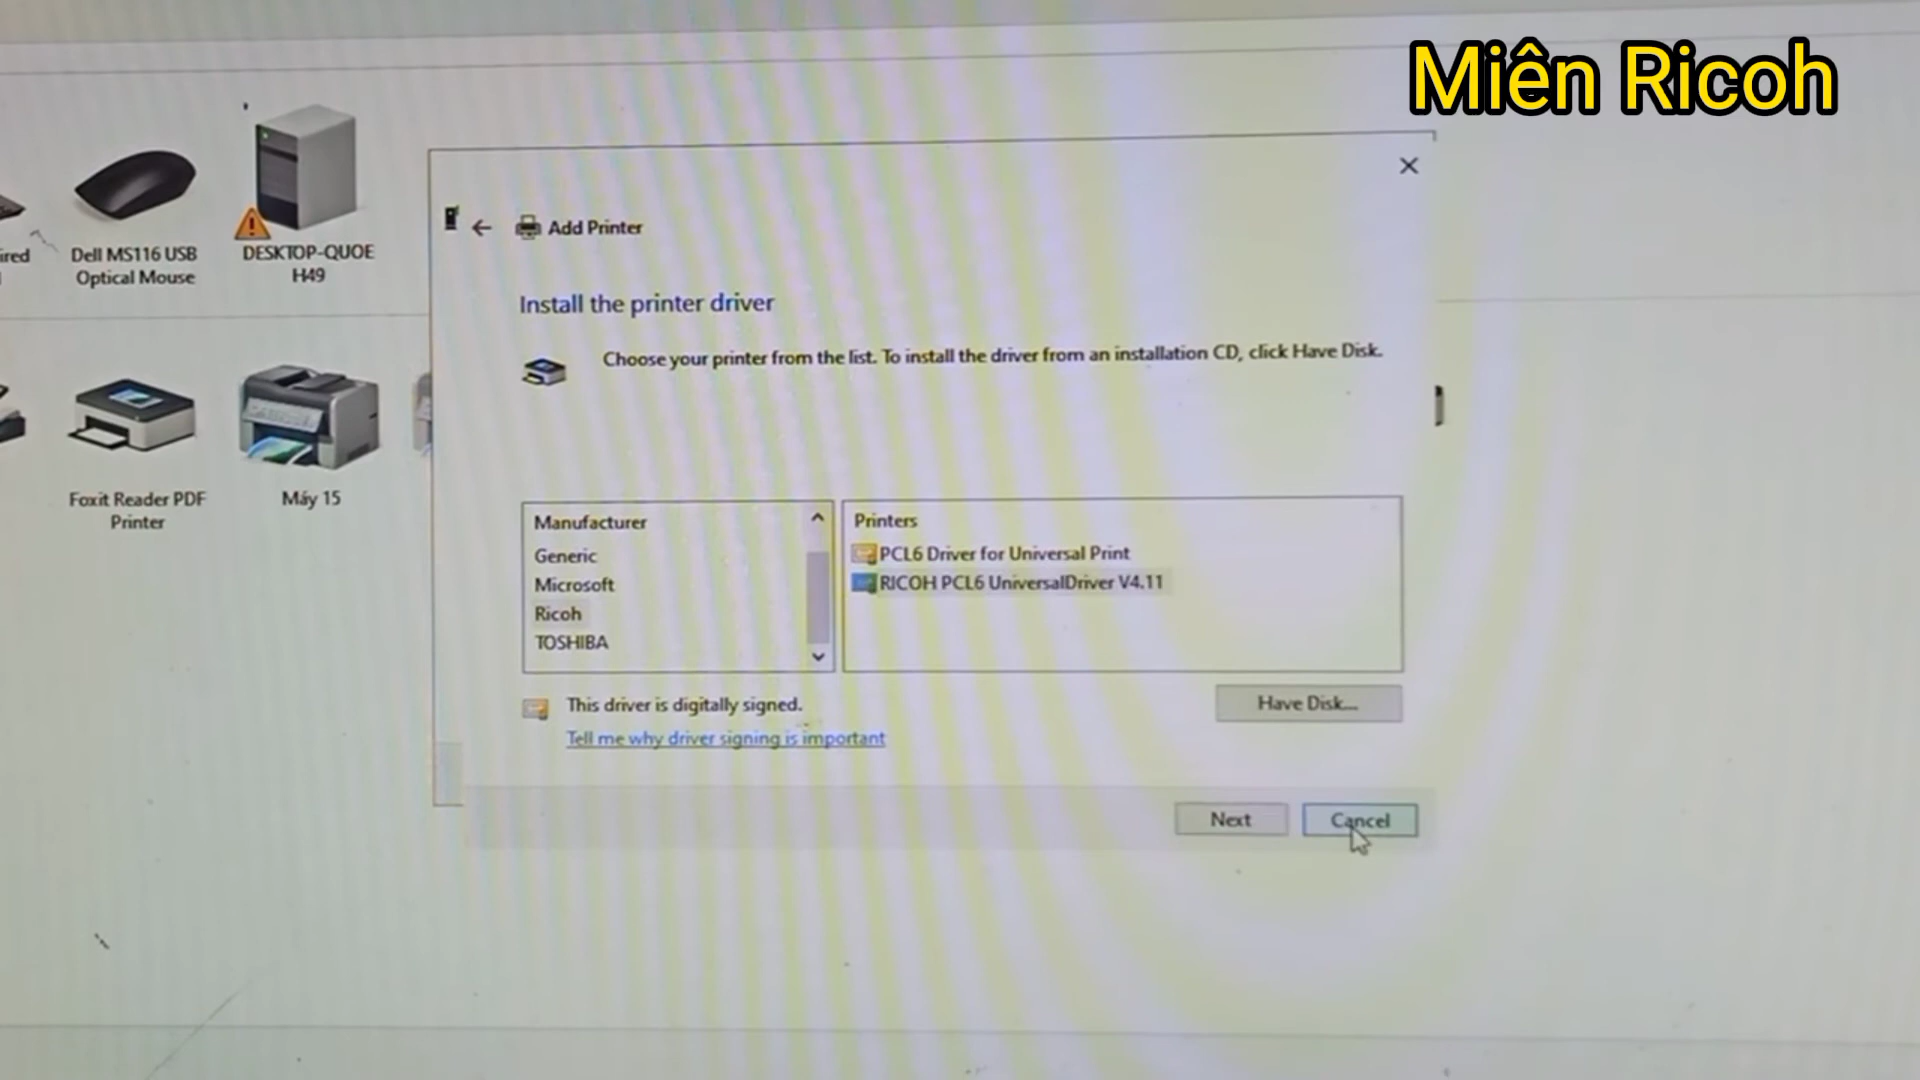 Miên Ricoh
ired
Dell MS116 USB
Optical Mouse
DESKTOP-QUOE
H49
Foxit Reader PDF
Printer
Máy 15
Add Printer
Install the printer driver
Choose your printer from the list. To install the driver from an installation CD, click Have Disk.
Manufacturer
Generic
Microsoft
Ricoh
TOSHIBA
Printers
PCL6 Driver for Universal Print
RICOH PCL6 UniversalDriver V4.11
This driver is digitally signed.
Tell me why driver signing is important
Have Disk...
Next
Cancel